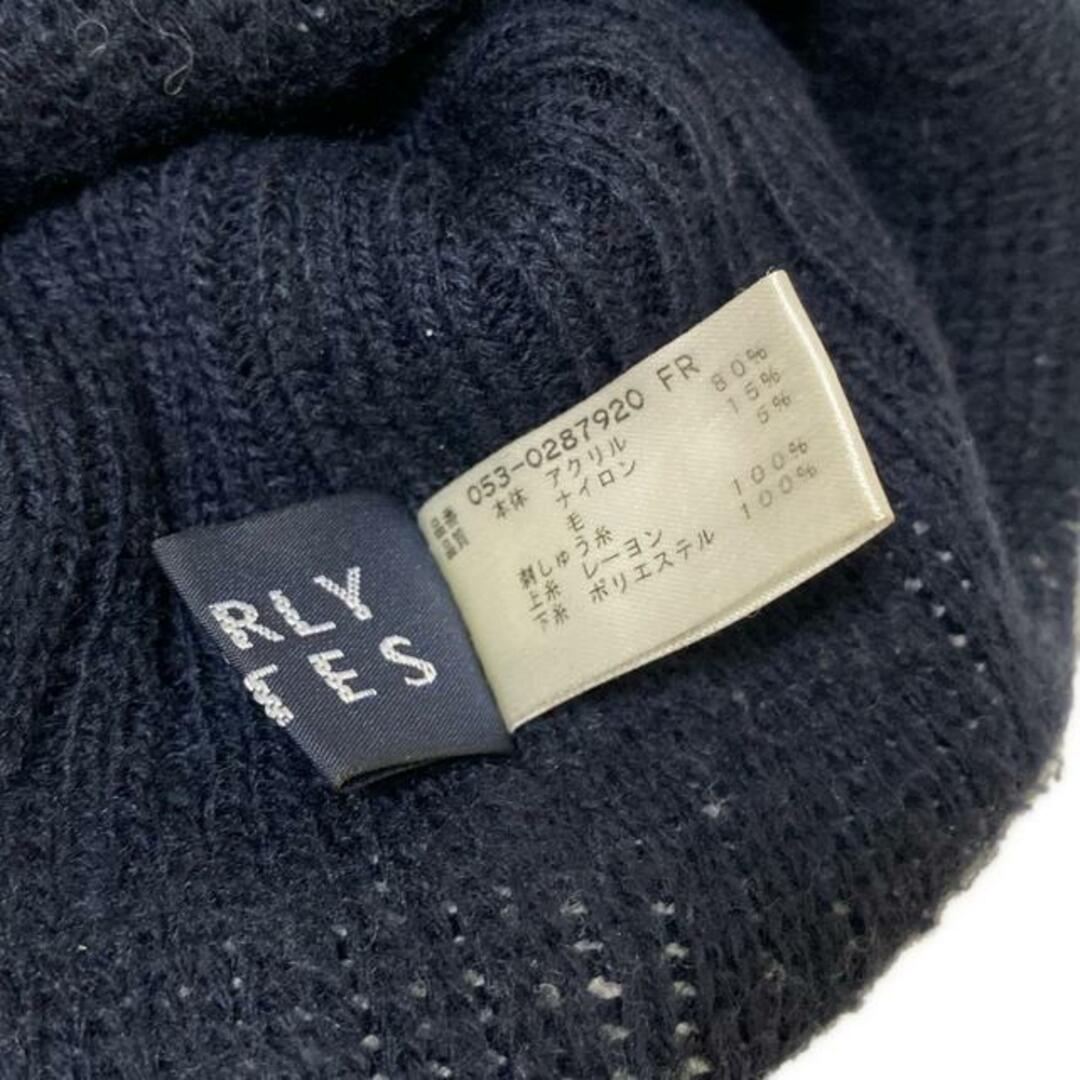 RLY
TES
品番 053-0287920 FR
品質 本体 アクリル 80%
ナイロン 15%
毛 5%
刺しゅう糸
上糸 レーヨン 100%
下糸 ポリエステル 100%